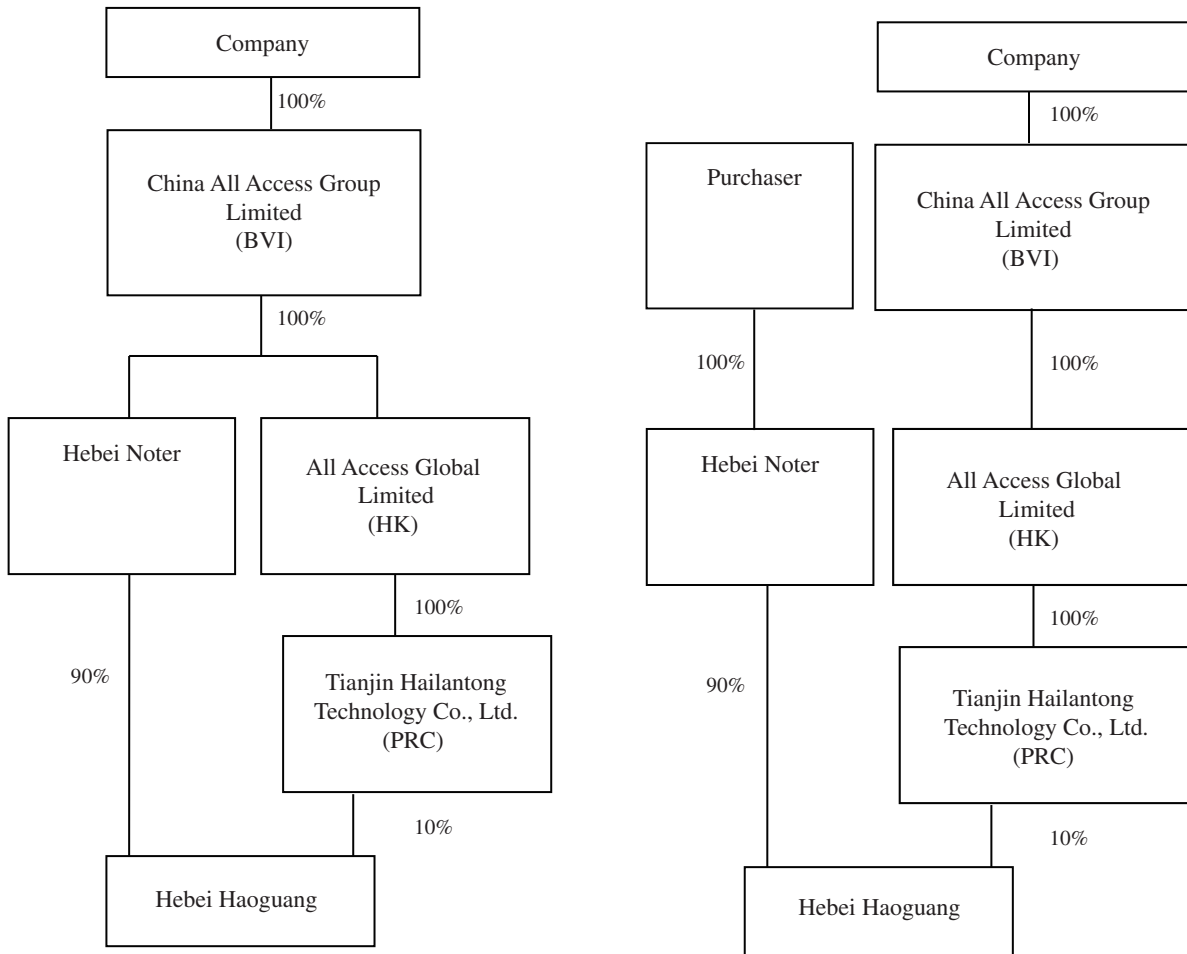 Company
100%
China All Access Group
Limited
(BVI)
100%
Hebei Noter
All Access Global
Limited
(HK)
100%
90%
Tianjin Hailantong
Technology Co., Ltd.
(PRC)
10%
Hebei Haoguang
Company
100%
Purchaser
China All Access Group
Limited
(BVI)
100%
100%
Hebei Noter
All Access Global
Limited
(HK)
100%
90%
Tianjin Hailantong
Technology Co., Ltd.
(PRC)
10%
Hebei Haoguang